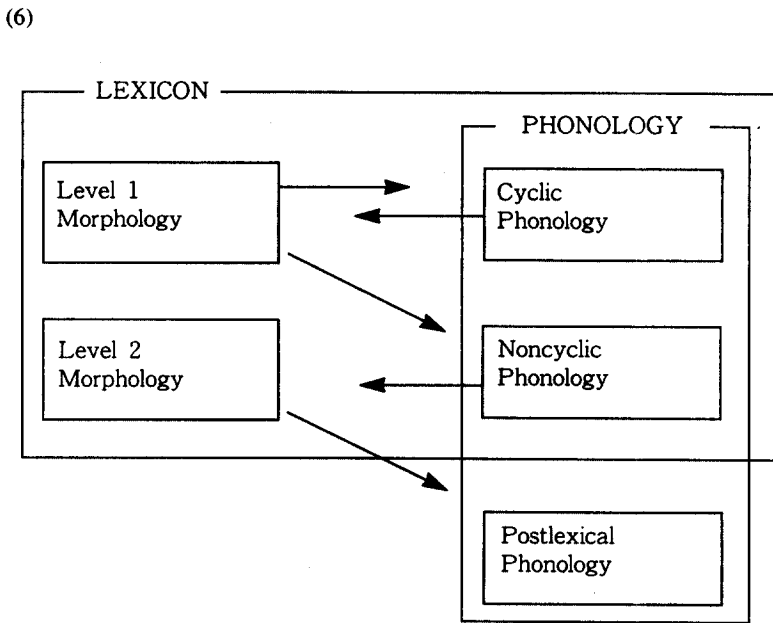 (6)
LEXICON
PHONOLOGY
Level 1
Morphology
Cyclic
Phonology
Level 2
Morphology
Noncyclic
Phonology
Postlexical
Phonology